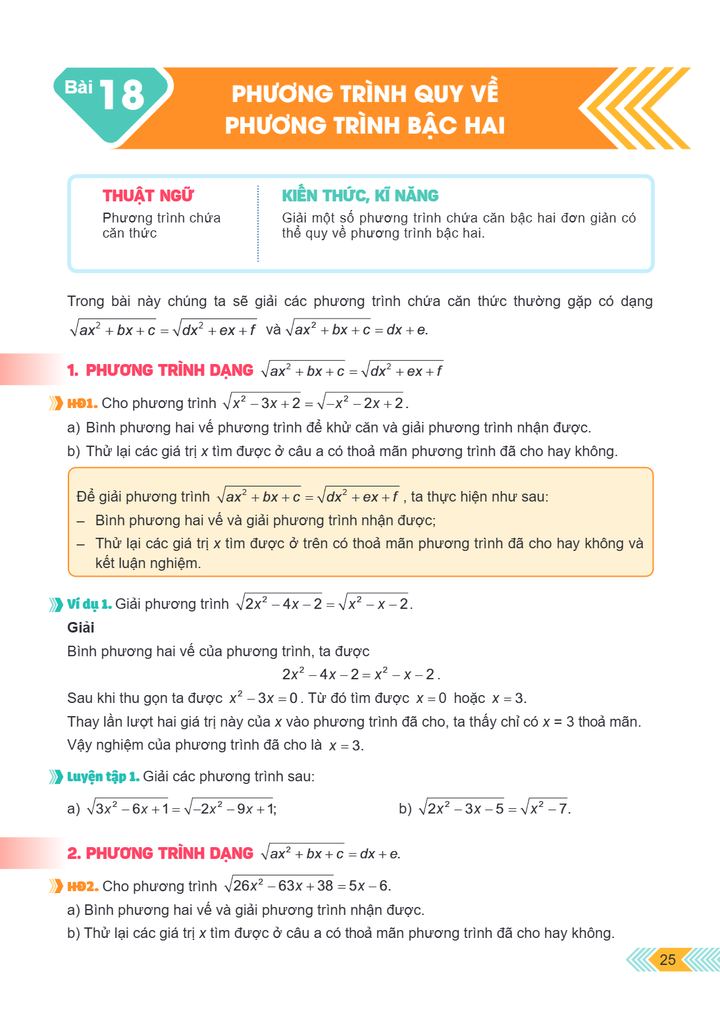 Bài 18
PHƯƠNG TRÌNH QUY VỀ
PHƯƠNG TRÌNH BẬC HAI
THUẬT NGỮ
Phương trình chứa
căn thức
KIẾN THỨC, KĨ NĂNG
Giải một số phương trình chứa căn bậc hai đơn giản có
thể quy về phương trình bậc hai.
Trong bài này chúng ta sẽ giải các phương trình chứa căn thức thường gặp có dạng
√(ax² + bx + c) = √(dx² + ex + f) và √(ax² + bx + c) = dx + e.
1. PHƯƠNG TRÌNH DẠNG √(ax² + bx + c) = √(dx² + ex + f)
HĐ1. Cho phương trình √(x² − 3x + 2) = √(−x² − 2x + 2).
a) Bình phương hai vế phương trình để khử căn và giải phương trình nhận được.
b) Thử lại các giá trị x tìm được ở câu a có thoả mãn phương trình đã cho hay không.
Để giải phương trình √(ax² + bx + c) = √(dx² + ex + f), ta thực hiện như sau:
– Bình phương hai vế và giải phương trình nhận được;
– Thử lại các giá trị x tìm được ở trên có thoả mãn phương trình đã cho hay không và
kết luận nghiệm.
Ví dụ 1. Giải phương trình √(2x² − 4x − 2) = √(x² − x − 2).
Giải
Bình phương hai vế của phương trình, ta được
2x² − 4x − 2 = x² − x − 2.
Sau khi thu gọn ta được x² − 3x = 0. Từ đó tìm được x = 0 hoặc x = 3.
Thay lần lượt hai giá trị này của x vào phương trình đã cho, ta thấy chỉ có x = 3 thoả mãn.
Vậy nghiệm của phương trình đã cho là x = 3.
Luyện tập 1. Giải các phương trình sau:
a) √(3x² − 6x + 1) = √(−2x² − 9x + 1); b) √(2x² − 3x − 5) = √(x² − 7).
2. PHƯƠNG TRÌNH DẠNG √(ax² + bx + c) = dx + e.
HĐ2. Cho phương trình √(26x² − 63x + 38) = 5x − 6.
a) Bình phương hai vế và giải phương trình nhận được.
b) Thử lại các giá trị x tìm được ở câu a có thoả mãn phương trình đã cho hay không.
25